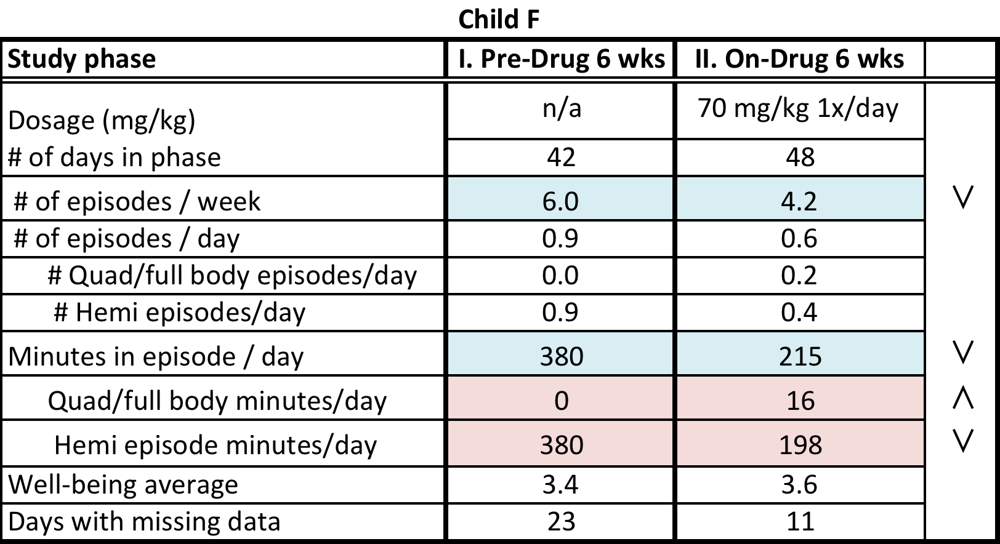 Child F
Study phase I. Pre-Drug 6 wks II. On-Drug 6 wks
Dosage (mg/kg) n/a 70 mg/kg 1x/day
# of days in phase 42 48
# of episodes / week 6.0 4.2 ∨
# of episodes / day 0.9 0.6
# Quad/full body episodes/day 0.0 0.2
# Hemi episodes/day 0.9 0.4
Minutes in episode / day 380 215 ∨
Quad/full body minutes/day 0 16 ∧
Hemi episode minutes/day 380 198 ∨
Well-being average 3.4 3.6
Days with missing data 23 11